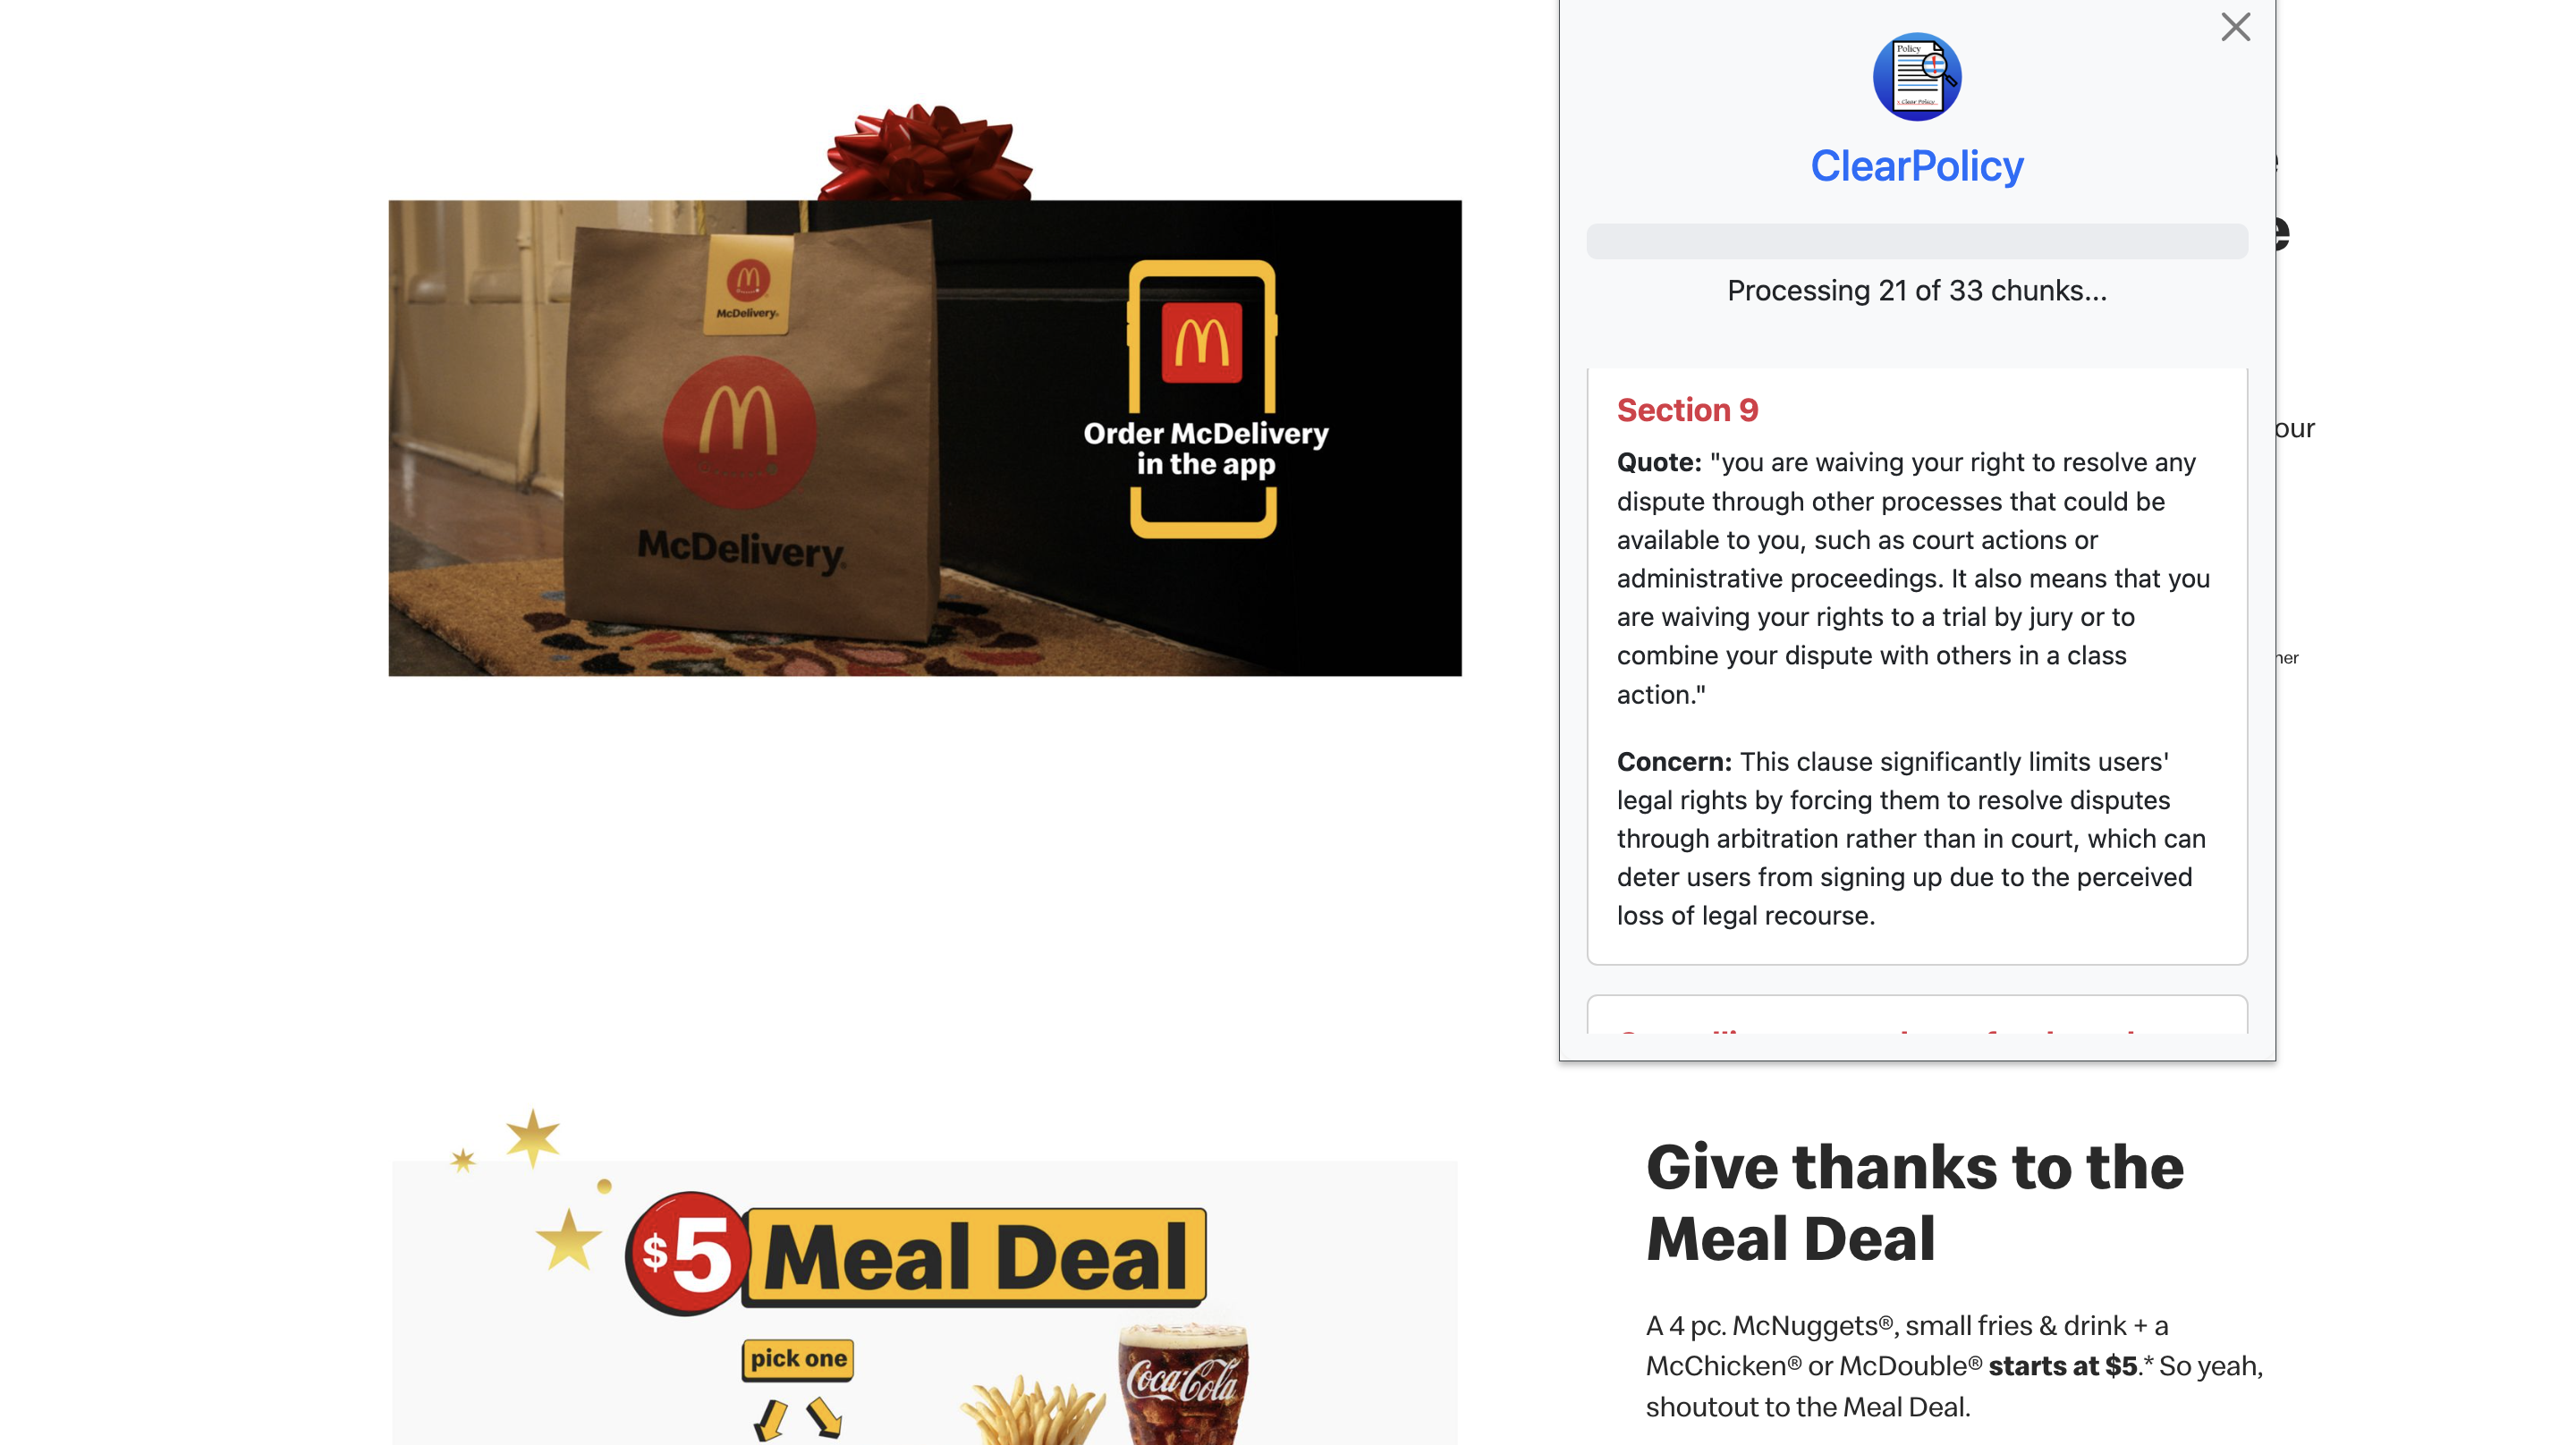 McDelivery®
McDelivery®
Order McDelivery
in the app
Policy
Clear Policy
ClearPolicy
Processing 21 of 33 chunks...
Section 9
Quote: "you are waiving your right to resolve any
dispute through other processes that could be
available to you, such as court actions or
administrative proceedings. It also means that you
are waiving your rights to a trial by jury or to
combine your dispute with others in a class
action."
Concern: This clause significantly limits users'
legal rights by forcing them to resolve disputes
through arbitration rather than in court, which can
deter users from signing up due to the perceived
loss of legal recourse.
$5 Meal Deal
pick one
Coca-Cola
Give thanks to the
Meal Deal
A 4 pc. McNuggets®, small fries & drink + a
McChicken® or McDouble® starts at $5.* So yeah,
shoutout to the Meal Deal.